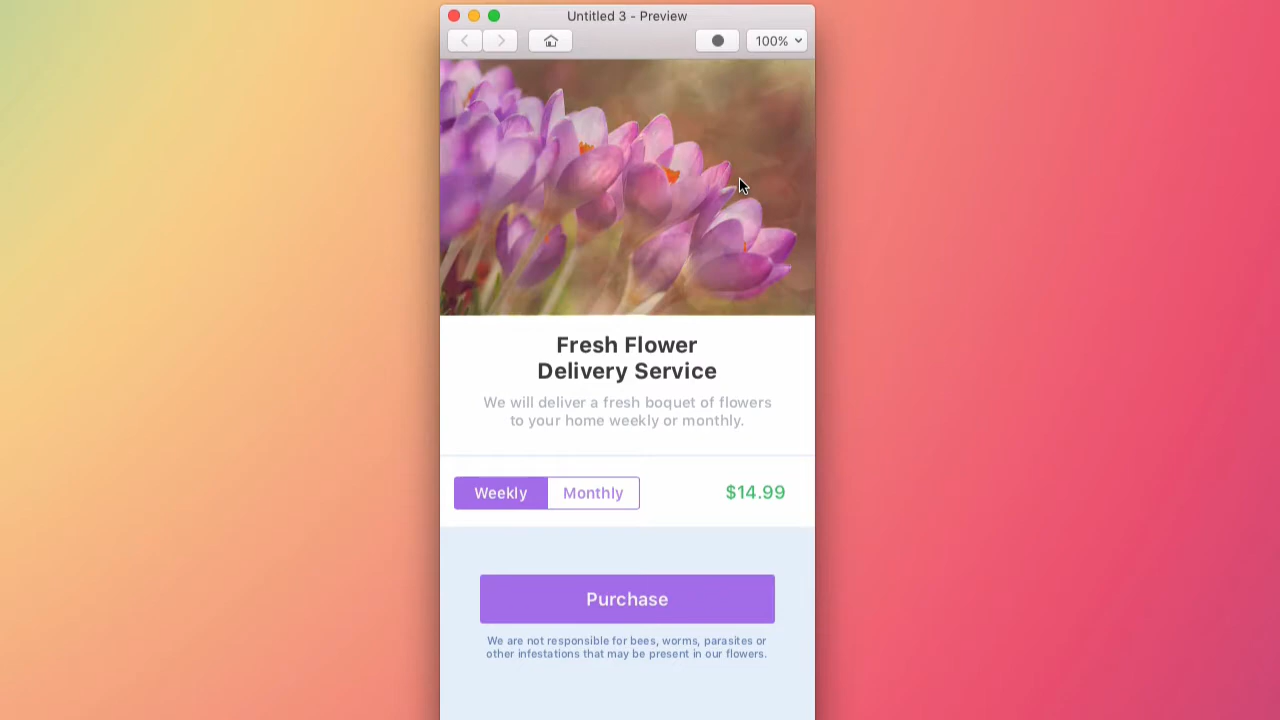 Untitled 3 - Preview
100%
Fresh Flower
Delivery Service
We will deliver a fresh boquet of flowers
to your home weekly or monthly.
Weekly
Monthly
$14.99
Purchase
We are not responsible for bees, worms, parasites or
other infestations that may be present in our flowers.